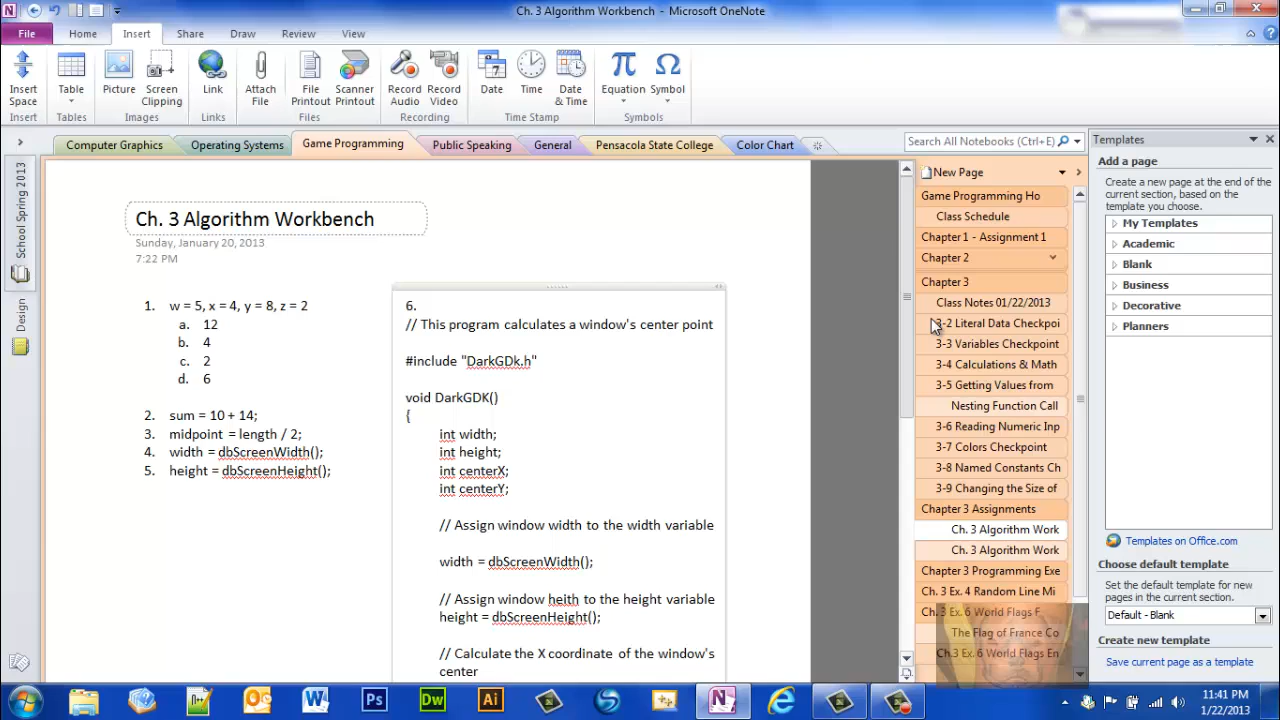 Ch. 3 Algorithm Workbench - Microsoft OneNote
File Home Insert Share Draw Review View
Insert Space
Table
Picture
Screen Clipping
Link
Attach File
File Printout
Scanner Printout
Record Audio
Record Video
Date
Time
Date & Time
Equation
Symbol
Insert Tables Images Links Files Recording Time Stamp Symbols
Computer Graphics Operating Systems Game Programming Public Speaking General Pensacola State College Color Chart
Search All Notebooks (Ctrl+E)
School Spring 2013
Design
Ch. 3 Algorithm Workbench
Sunday, January 20, 2013
7:22 PM
1. w = 5, x = 4, y = 8, z = 2
a. 12
b. 4
c. 2
d. 6
2. sum = 10 + 14;
3. midpoint = length / 2;
4. width = dbScreenWidth();
5. height = dbScreenHeight();
6.
// This program calculates a window's center point
#include "DarkGDk.h"
void DarkGDK()
{
int width;
int height;
int centerX;
int centerY;
// Assign window width to the width variable
width = dbScreenWidth();
// Assign window heith to the height variable
height = dbScreenHeight();
// Calculate the X coordinate of the window's
center
New Page
Game Programming Ho
Class Schedule
Chapter 1 - Assignment 1
Chapter 2
Chapter 3
Class Notes 01/22/2013
3-2 Literal Data Checkpoi
3-3 Variables Checkpoint
3-4 Calculations & Math
3-5 Getting Values from
Nesting Function Call
3-6 Reading Numeric Inp
3-7 Colors Checkpoint
3-8 Named Constants Ch
3-9 Changing the Size of
Chapter 3 Assignments
Ch. 3 Algorithm Work
Ch. 3 Algorithm Work
Chapter 3 Programming Exe
Ch. 3 Ex. 4 Random Line Mi
Ch. 3 Ex. 6 World Flags F
The Flag of France Co
Ch.3 Ex. 6 World Flags En
Templates
Add a page
Create a new page at the end of the
current section, based on the
template you choose.
My Templates
Academic
Blank
Business
Decorative
Planners
Templates on Office.com
Choose default template
Set the default template for new
pages in the current section.
Default - Blank
Create new template
Save current page as a template
11:41 PM
1/22/2013